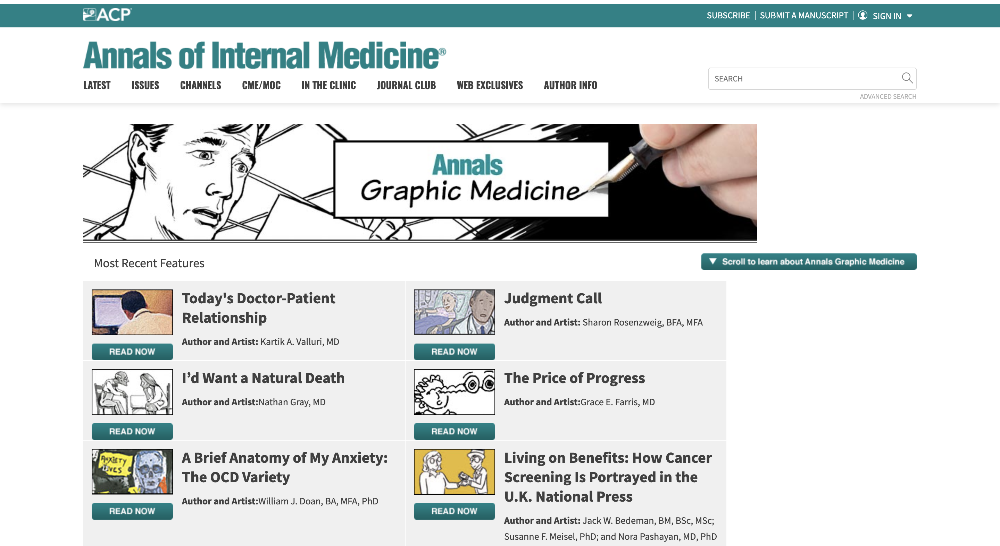 ACP
SUBSCRIBE | SUBMIT A MANUSCRIPT | SIGN IN
Annals of Internal Medicine®
LATEST ISSUES CHANNELS CME/MOC IN THE CLINIC JOURNAL CLUB WEB EXCLUSIVES AUTHOR INFO
SEARCH
ADVANCED SEARCH
Annals
Graphic Medicine
Most Recent Features
▼ Scroll to learn about Annals Graphic Medicine
Today's Doctor-Patient
Relationship
Author and Artist: Kartik A. Valluri, MD
READ NOW
Judgment Call
Author and Artist: Sharon Rosenzweig, BFA, MFA
READ NOW
I’d Want a Natural Death
Author and Artist:Nathan Gray, MD
READ NOW
The Price of Progress
Author and Artist:Grace E. Farris, MD
READ NOW
ANXIETY
LIVES
A Brief Anatomy of My Anxiety:
The OCD Variety
Author and Artist:William J. Doan, BA, MFA, PhD
READ NOW
Living on Benefits: How Cancer
Screening Is Portrayed in the
U.K. National Press
Author and Artist: Jack W. Bedeman, BM, BSc, MSc;
Susanne F. Meisel, PhD; and Nora Pashayan, MD, PhD
READ NOW